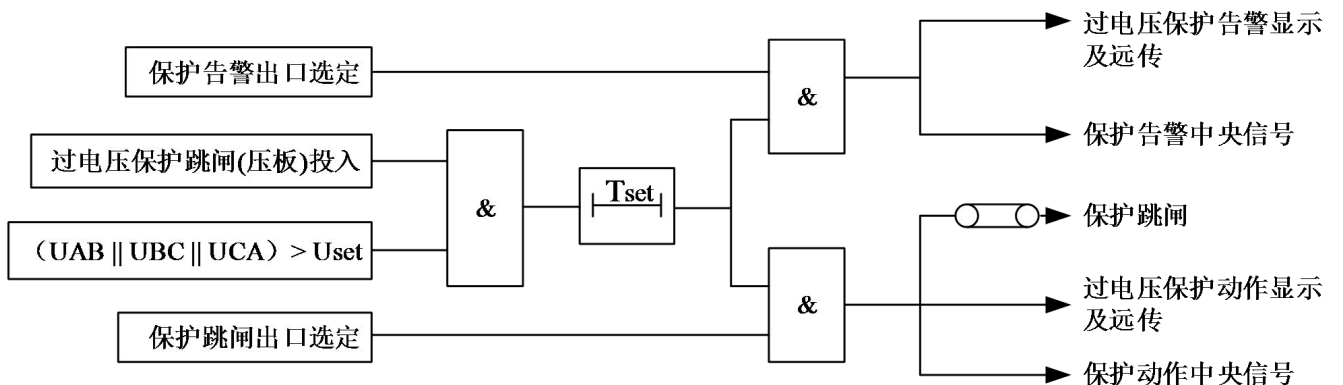 保护告警出口选定
过电压保护跳闸(压板)投入
（UAB || UBC || UCA）> Uset
保护跳闸出口选定
&
Tset
&
&
过电压保护告警显示
及远传
保护告警中央信号
保护跳闸
过电压保护动作显示
及远传
保护动作中央信号